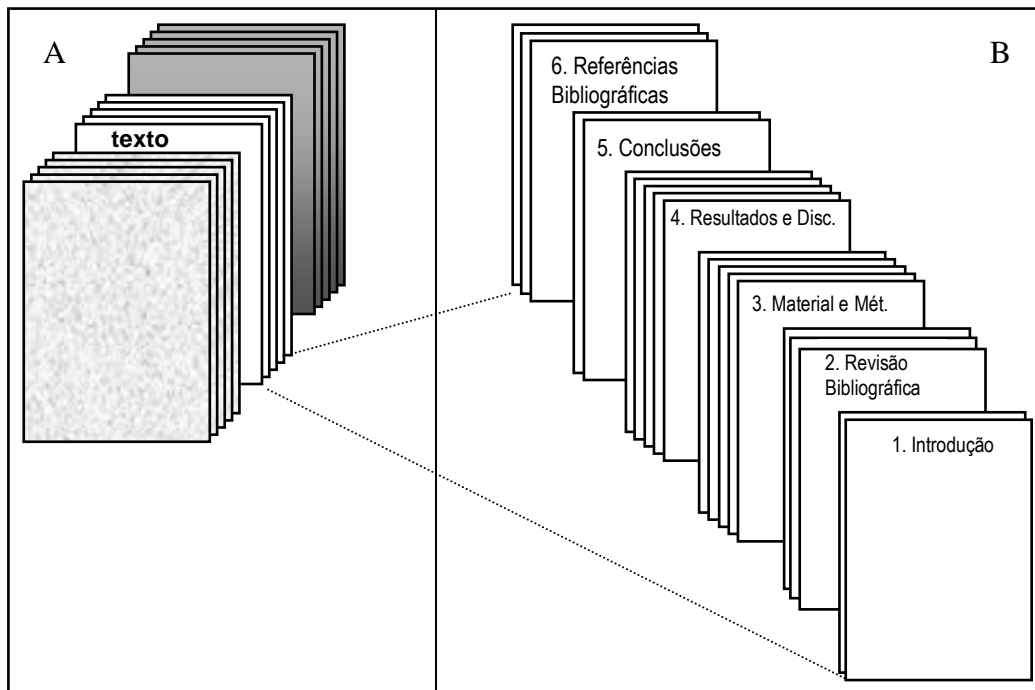 A
texto
B
6. Referências
Bibliográficas
5. Conclusões
4. Resultados e Disc.
3. Material e Mét.
2. Revisão
Bibliográfica
1. Introdução